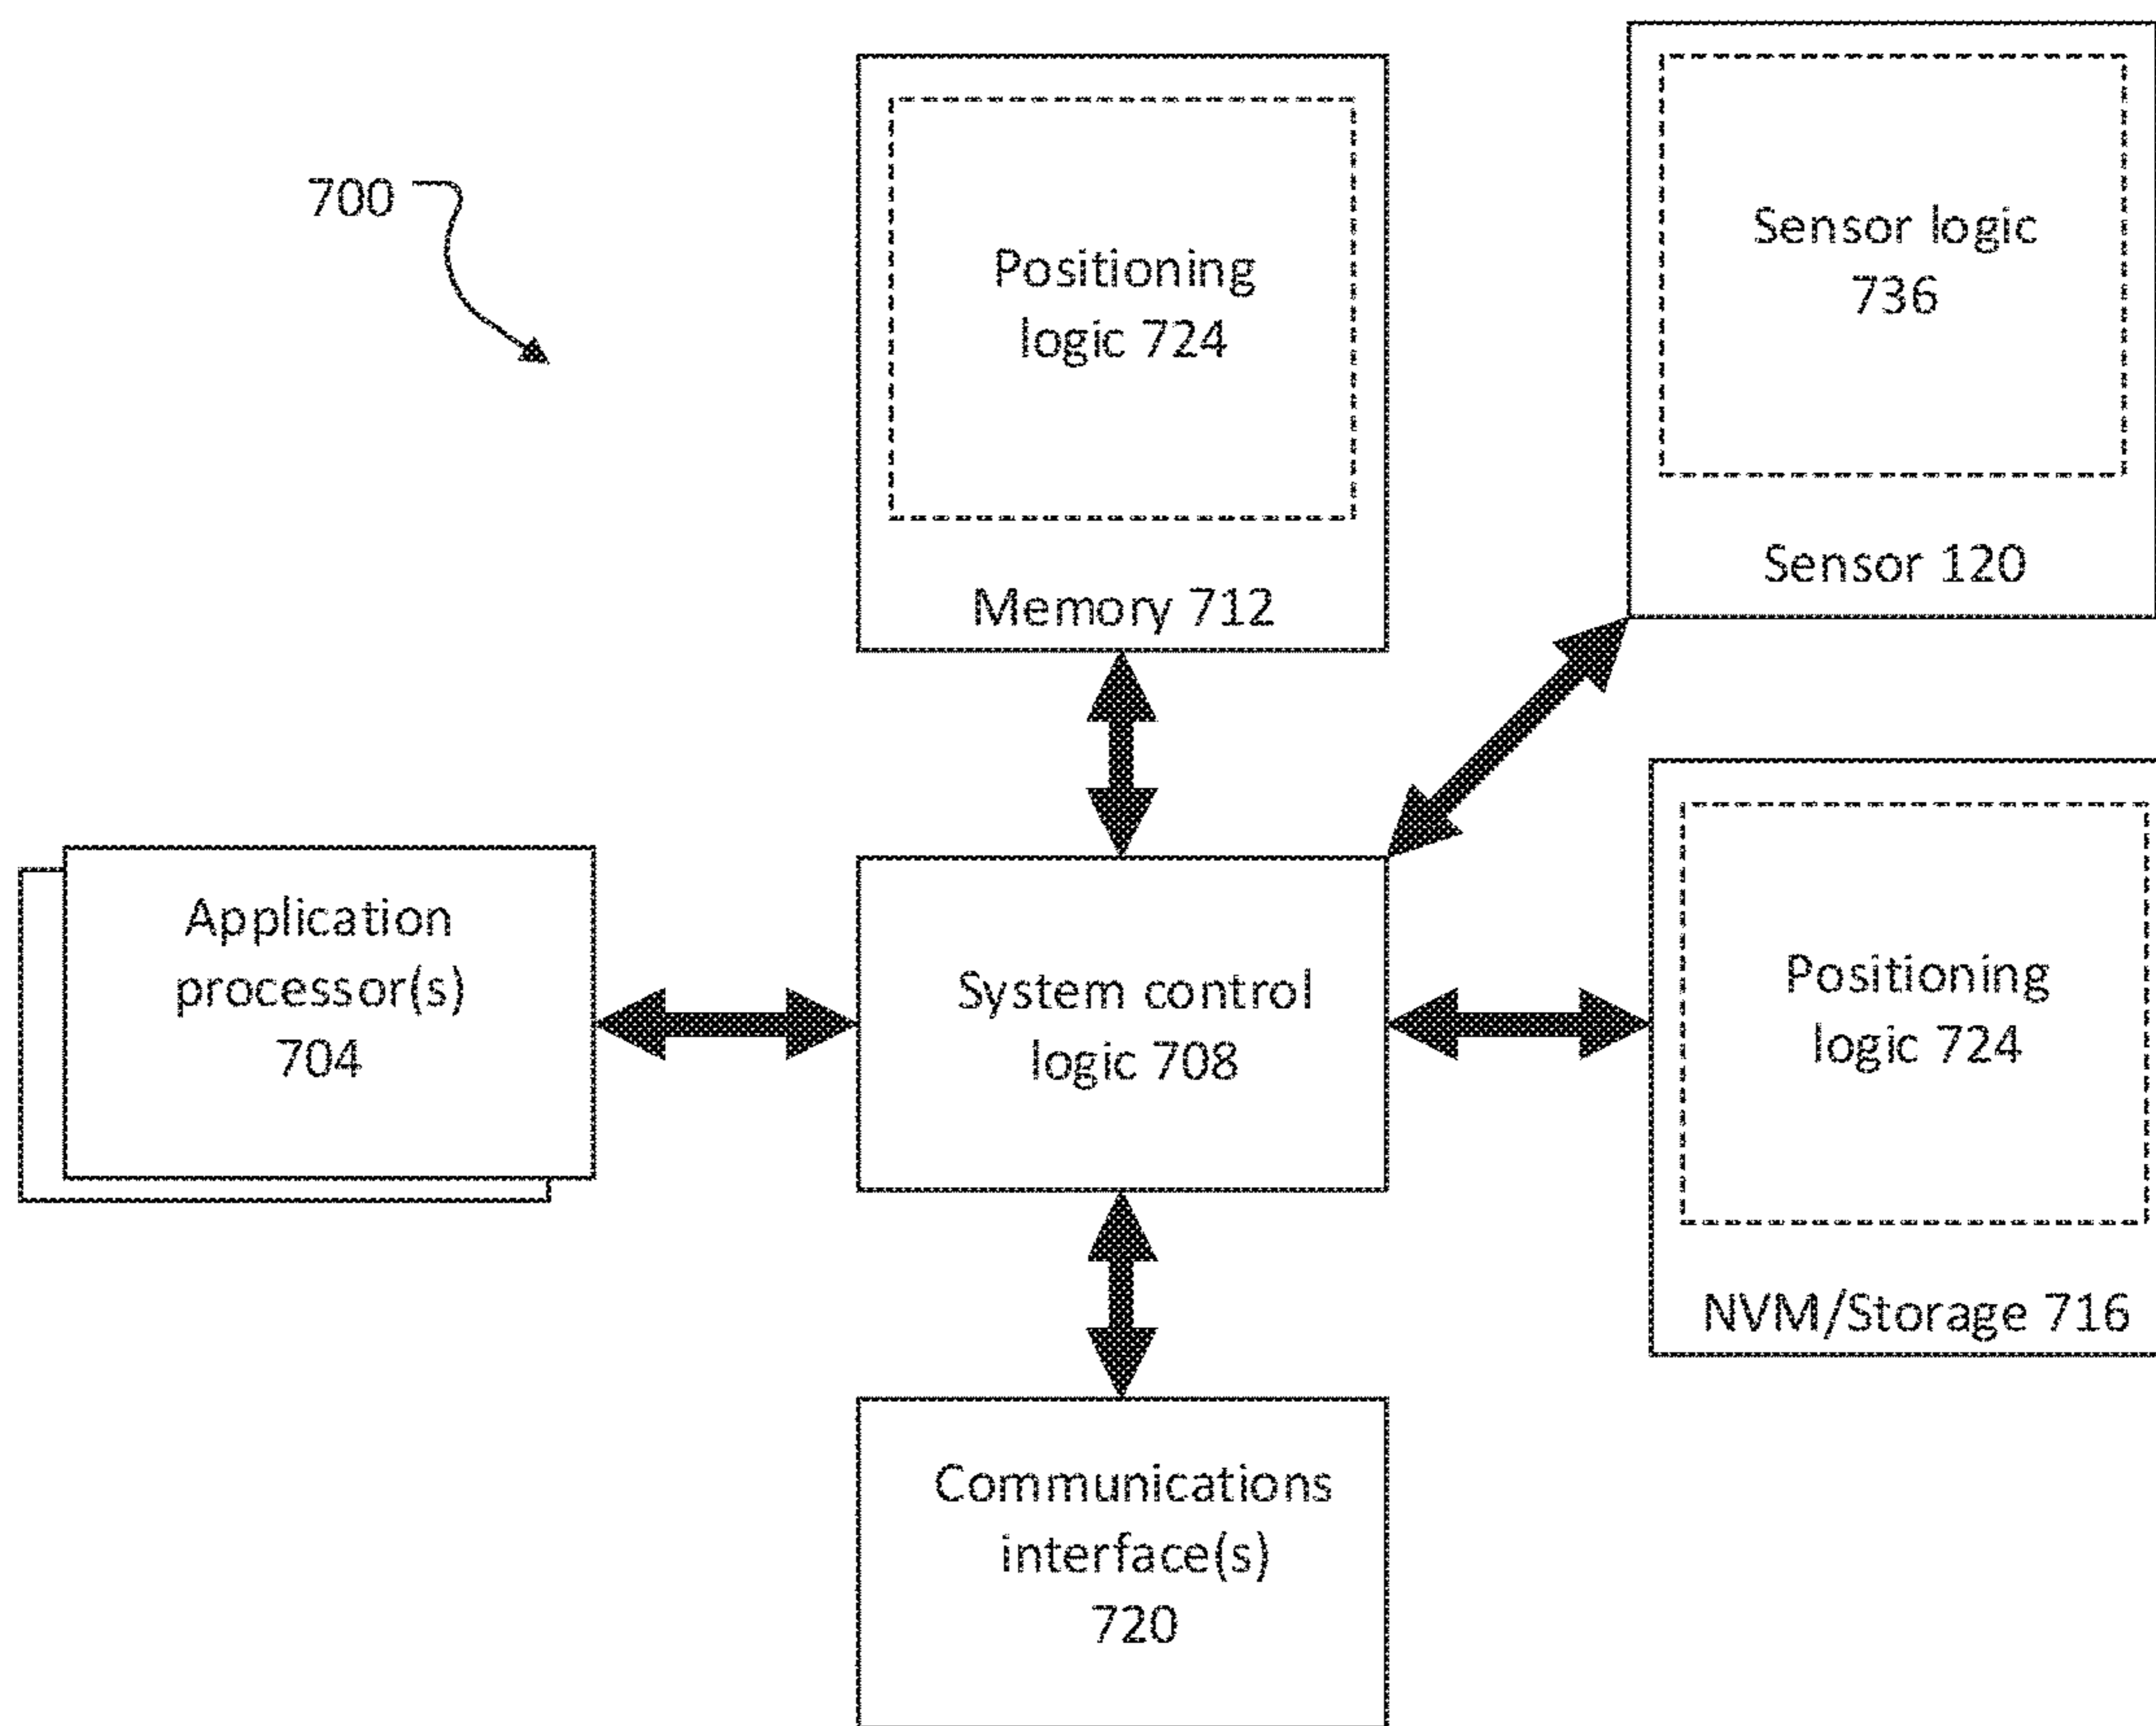 700
Positioning
logic 724
Memory 712
Sensor logic
736
Sensor 120
Application
processor(s)
704
System control
logic 708
Positioning
logic 724
NVM/Storage 716
Communications
interface(s)
720